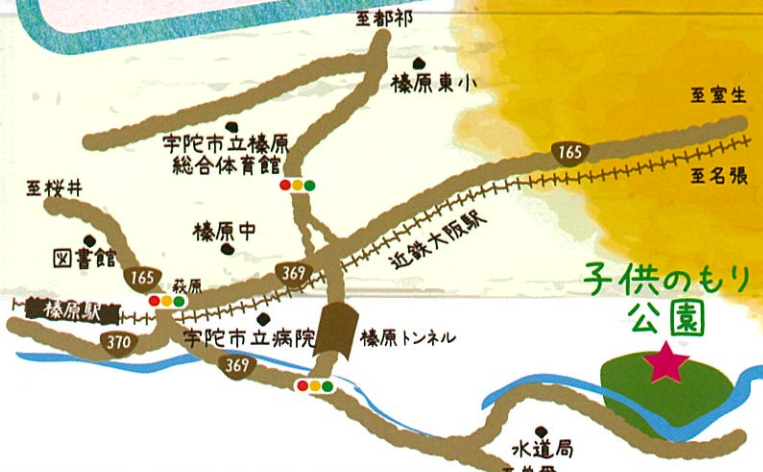 至都祁
榛原東小
至室生
165
宇陀市立榛原
総合体育館
至名張
至桜井
榛原中
近鉄大阪駅
図書館
165
369
萩原
子供のもり
公園
榛原駅
宇陀市立病院
榛原トンネル
370
369
水道局